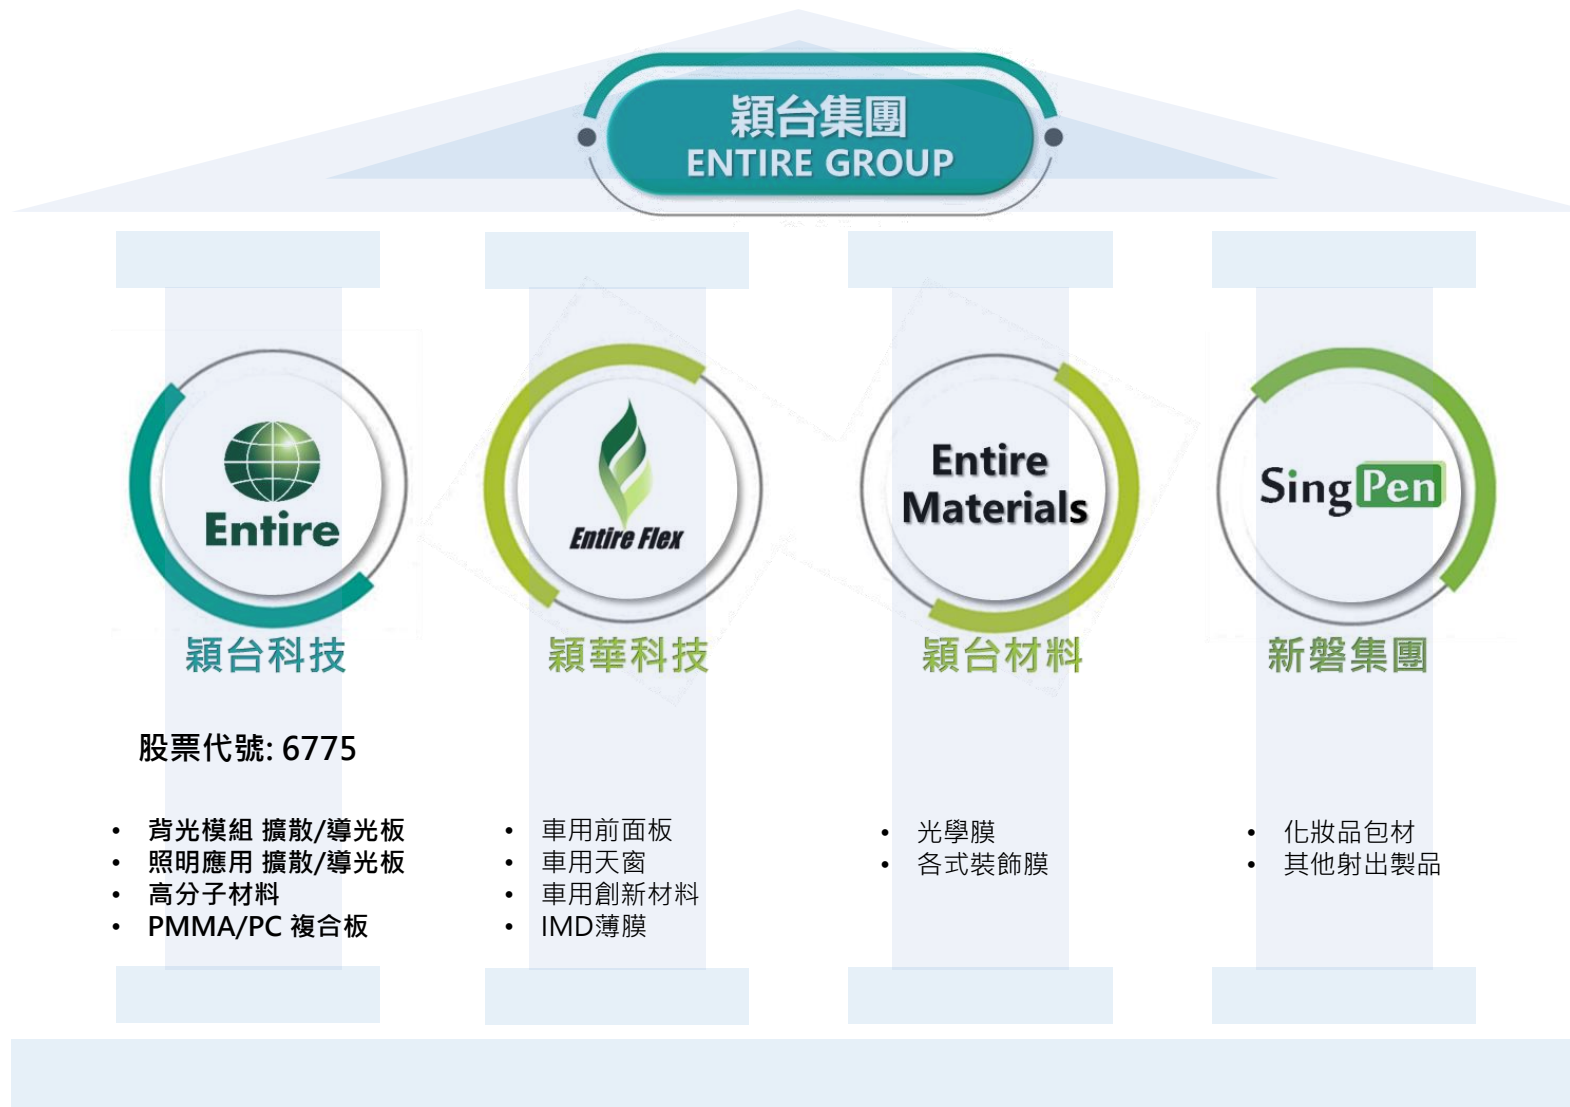 穎台集團
ENTIRE GROUP
Entire
穎台科技
股票代號: 6775
• 背光模組 擴散/導光板
• 照明應用 擴散/導光板
• 高分子材料
• PMMA/PC 複合板
Entire Flex
穎華科技
• 車用前面板
• 車用天窗
• 車用創新材料
• IMD薄膜
Entire
Materials
穎台材料
• 光學膜
• 各式裝飾膜
SingPen
新磐集團
• 化妝品包材
• 其他射出製品